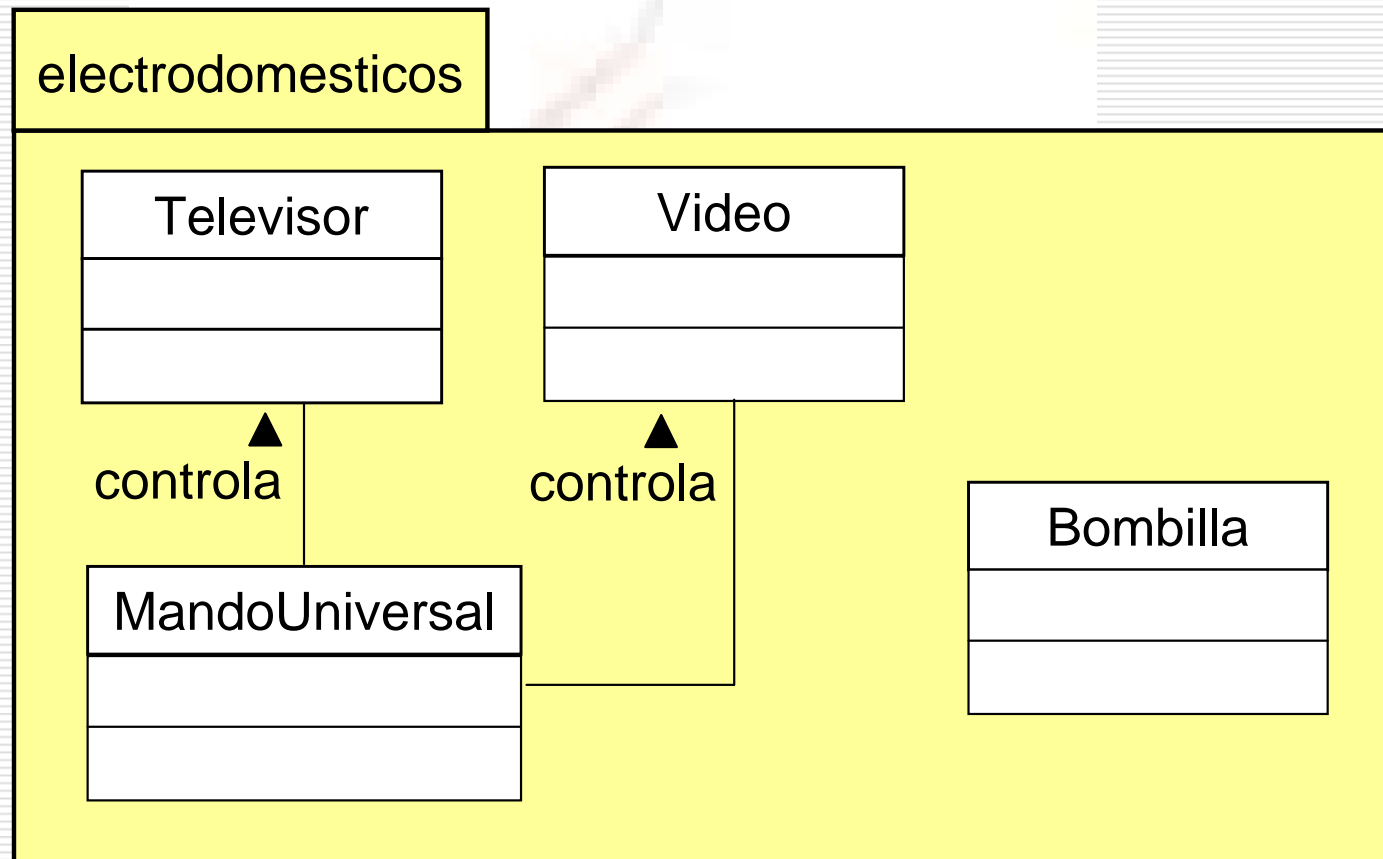 electrodomesticos
Televisor
Video
controla
controla
Bombilla
MandoUniversal